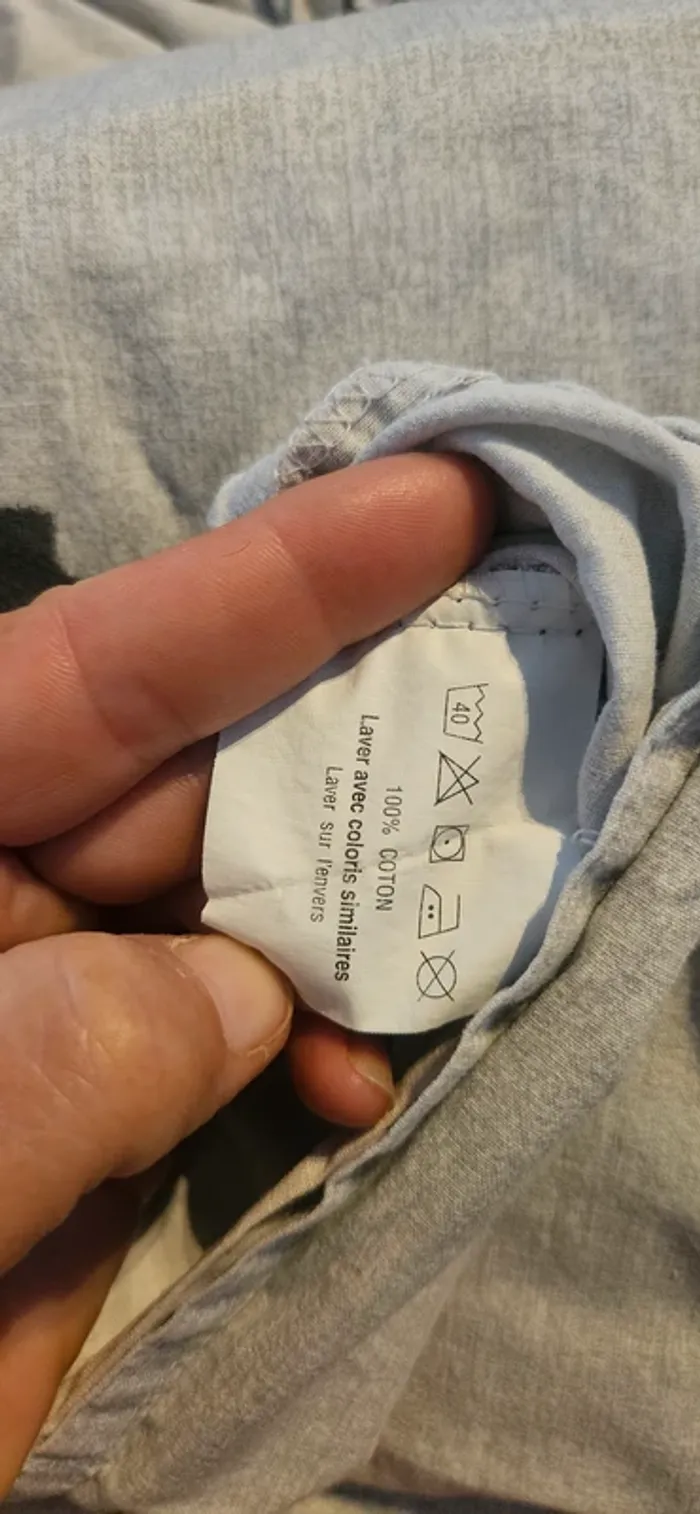 40
100% COTON
Laver avec coloris similaires
Laver sur l'envers